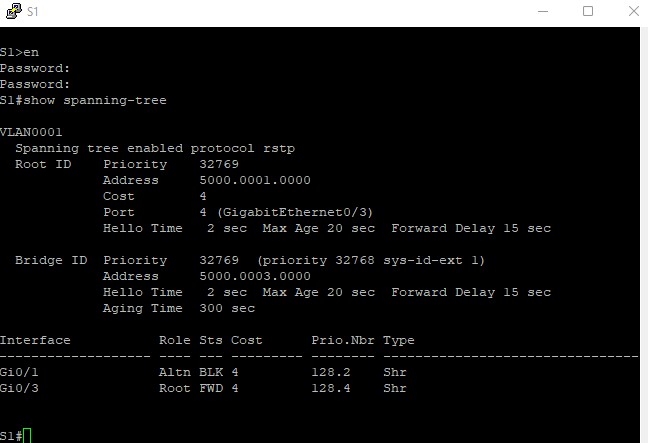 S1
S1>en
Password:
Password:
S1#show spanning-tree
VLAN0001
  Spanning tree enabled protocol rstp
  Root ID    Priority    32769
             Address     5000.0001.0000
             Cost        4
             Port        4 (GigabitEthernet0/3)
             Hello Time   2 sec  Max Age 20 sec  Forward Delay 15 sec
  Bridge ID  Priority    32769  (priority 32768 sys-id-ext 1)
             Address     5000.0003.0000
             Hello Time   2 sec  Max Age 20 sec  Forward Delay 15 sec
             Aging Time  300 sec
Interface           Role Sts Cost      Prio.Nbr Type
------------------- ---- --- --------- -------- --------------------------------
Gi0/1               Altn BLK 4         128.2    Shr
Gi0/3               Root FWD 4         128.4    Shr
S1#